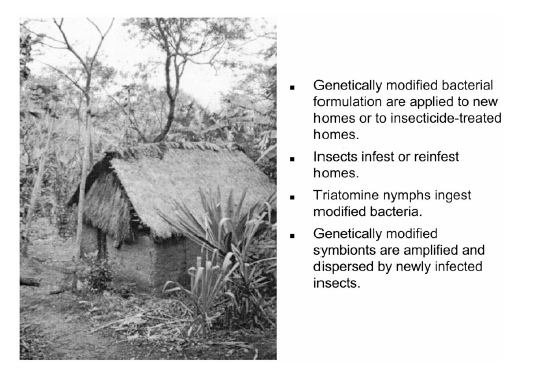 ▪ Genetically modified bacterial
formulation are applied to new
homes or to insecticide-treated
homes.
▪ Insects infest or reinfest
homes.
▪ Triatomine nymphs ingest
modified bacteria.
▪ Genetically modified
symbionts are amplified and
dispersed by newly infected
insects.